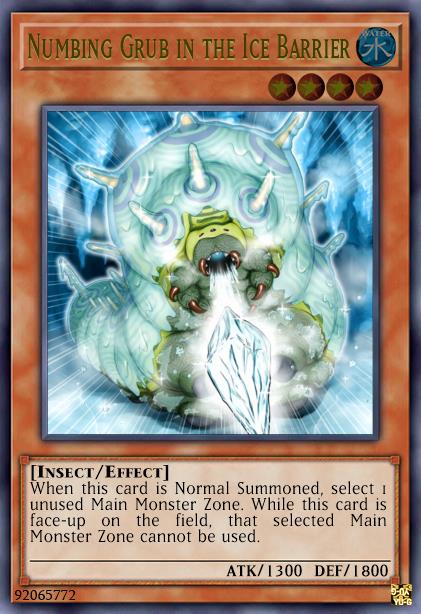 Numbing Grub in the Ice Barrier
WATER
水
[Insect/Effect]
When this card is Normal Summoned, select 1
unused Main Monster Zone. While this card is
face-up on the field, that selected Main
Monster Zone cannot be used.
ATK/1300 DEF/1800
92065772